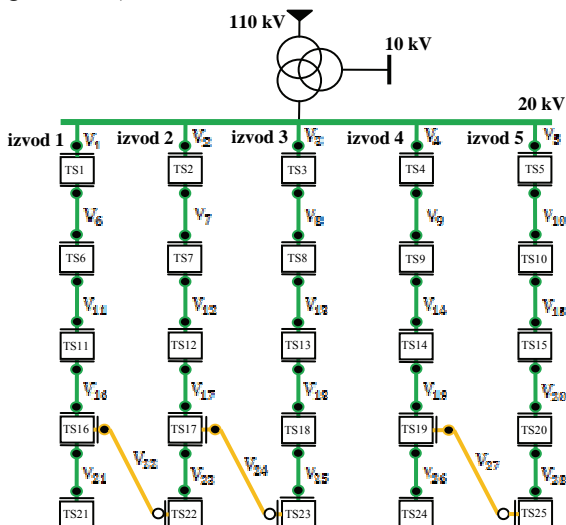 110 kV
10 kV
20 kV
izvod 1 V₁ izvod 2 V₂ izvod 3 V₃ izvod 4 V₄ izvod 5 V₅
TS1 TS2 TS3 TS4 TS5
V₆ V₇ V₈ V₉ V₁₀
TS6 TS7 TS8 TS9 TS10
V₁₁ V₁₂ V₁₃ V₁₄ V₁₅
TS11 TS12 TS13 TS14 TS15
V₁₆ V₁₇ V₁₈ V₁₉ V₂₀
TS16 TS17 TS18 TS19 TS20
V₂₁ V₂₂ V₂₃ V₂₄ V₂₅ V₂₆ V₂₇ V₂₈
TS21 TS22 TS23 TS24 TS25